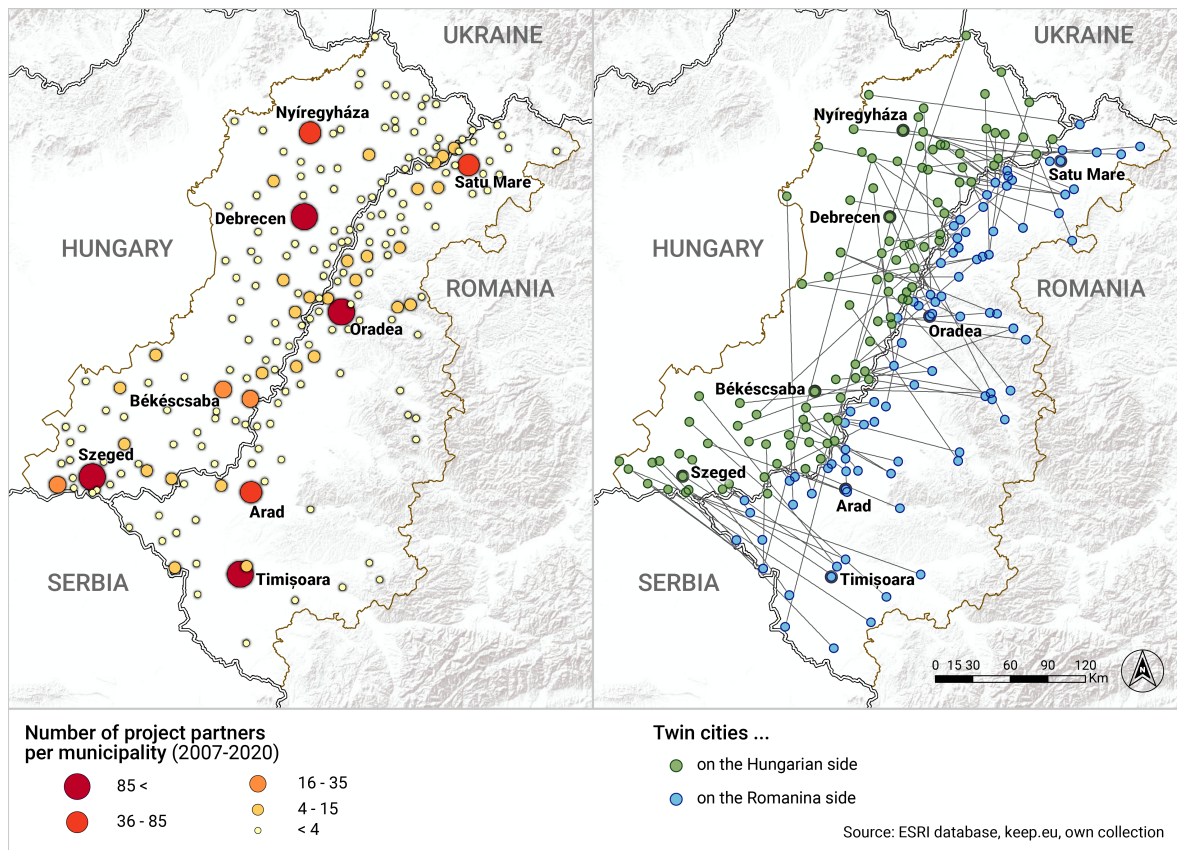 UKRAINE
Nyíregyháza
Satu Mare
Debrecen
HUNGARY
ROMANIA
Oradea
Békéscsaba
Szeged
Arad
SERBIA
Timișoara
UKRAINE
Nyíregyháza
Satu Mare
Debrecen
HUNGARY
ROMANIA
Oradea
Békéscsaba
Szeged
Arad
SERBIA
Timișoara
0 15 30 60 90 120
Km
Number of project partners
per municipality (2007-2020)
85 <
36 - 85
16 - 35
4 - 15
< 4
Twin cities ...
on the Hungarian side
on the Romanina side
Source: ESRI database, keep.eu, own collection